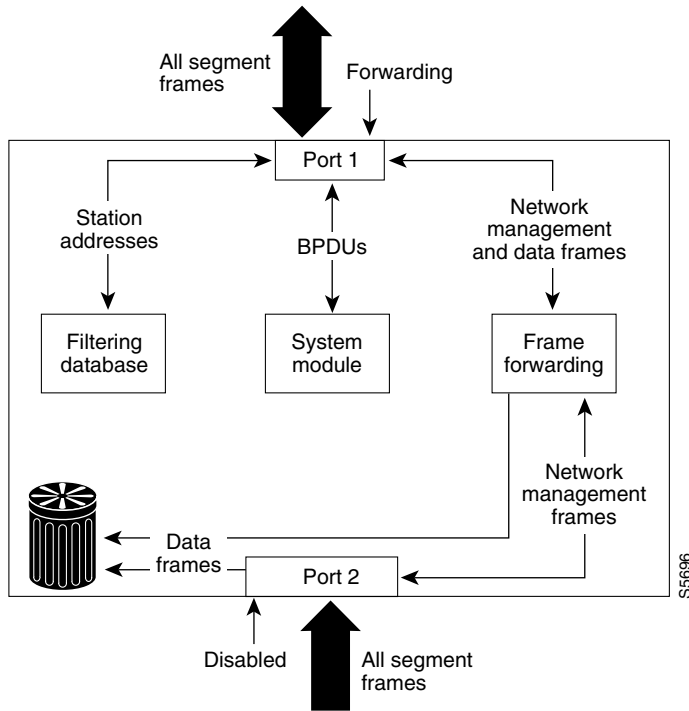 All segment
frames
Forwarding
Port 1
Station
addresses
BPDUs
Network
management
and data frames
Filtering
database
System
module
Frame
forwarding
Network
management
frames
Data
frames
Port 2
Disabled
All segment
frames
S5696